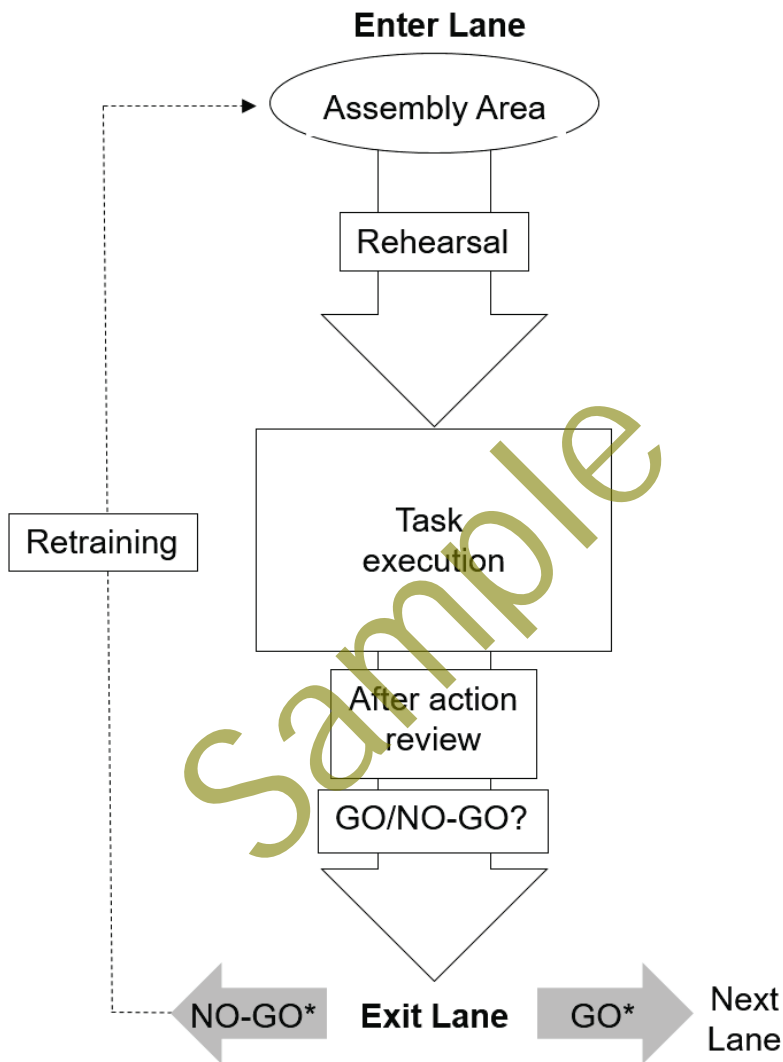 Enter Lane
Assembly Area
Rehearsal
Task
execution
Retraining
After action
review
GO/NO-GO?
NO-GO*
Exit Lane
GO*
Next
Lane
Sample